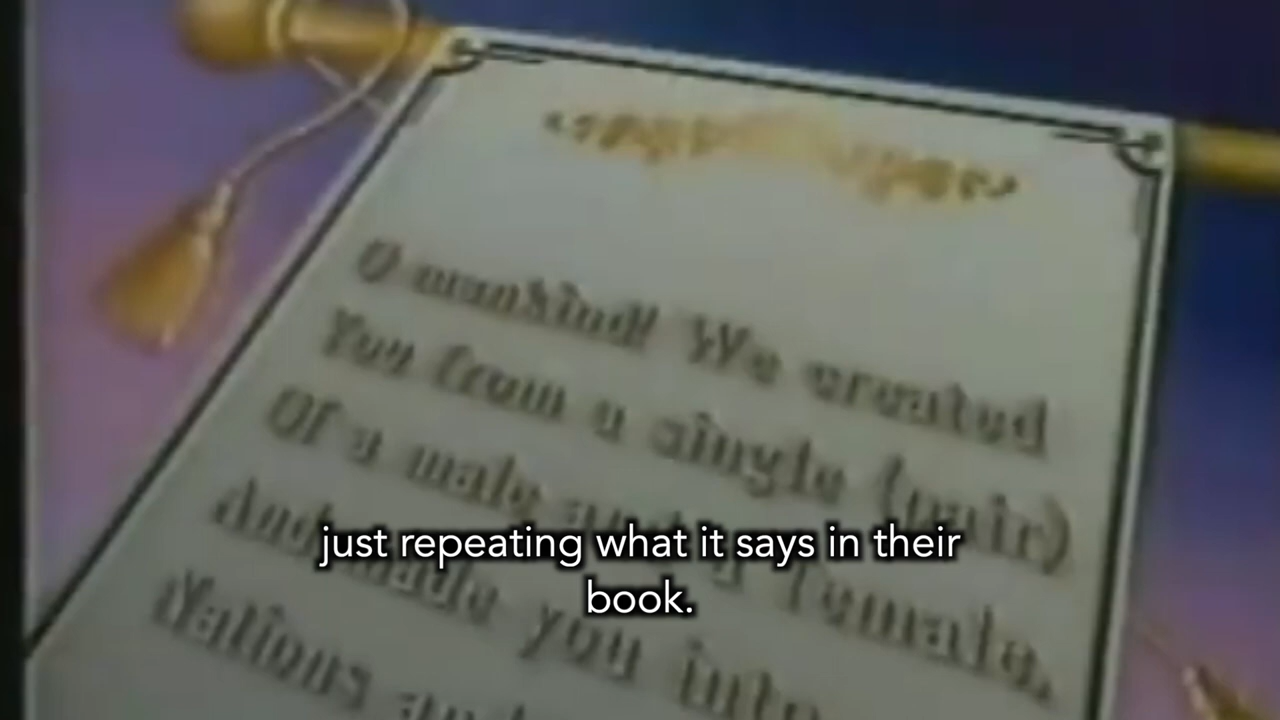 O mankind! We created
You from a single (pair)
Of a male and a female,
And made you into
Nations and
just repeating what it says in their
book.